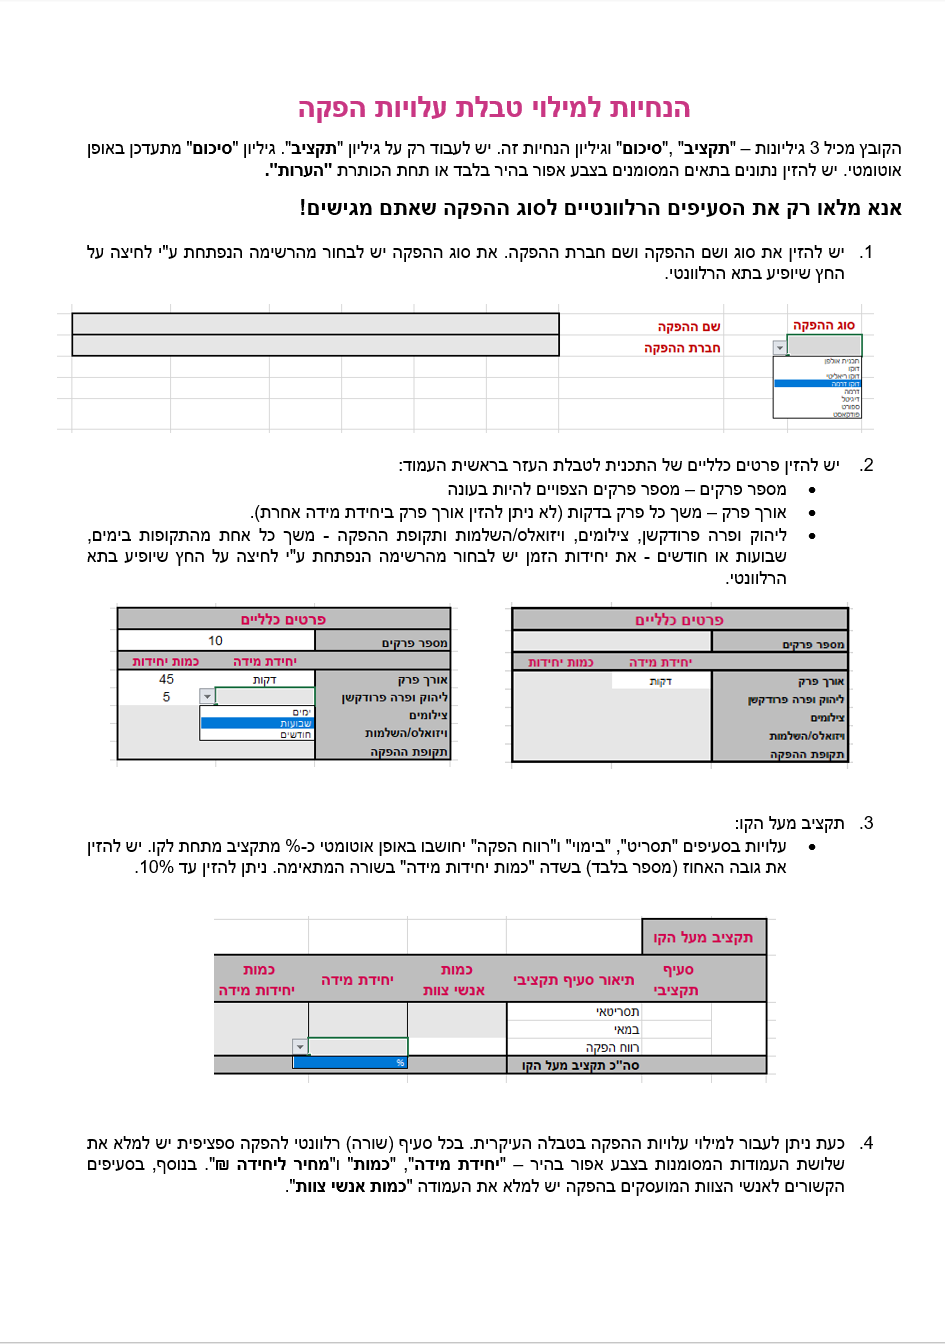 הנחיות למילוי טבלת עלויות הפקה
הקובץ מכיל 3 גיליונות – "תקציב", "סיכום" וגיליון הנחיות זה. יש לעבוד רק על גיליון "תקציב". גיליון "סיכום" מתעדכן באופן
אוטומטי. יש להזין נתונים בתאים המסומנים בצבע אפור בהיר בלבד או תחת הכותרת "הערות".
אנא מלאו רק את הסעיפים הרלוונטיים לסוג ההפקה שאתם מגישים!
1. יש להזין את סוג ושם ההפקה ושם חברת ההפקה. את סוג ההפקה יש לבחור מהרשימה הנפתחת ע"י לחיצה על
החץ שיופיע בתא הרלוונטי.
סוג ההפקה
שם ההפקה
חברת ההפקה
תבנית אולפן
דוקו
דוקו ריאליטי
דוקו דרמה
דרמה
דיגיטל
ספורט
פודקאסט
2. יש להזין פרטים כלליים של התכנית לטבלת העזר בראשית העמוד:
• מספר פרקים – מספר פרקים הצפויים להיות בעונה
• אורך פרק – משך כל פרק בדקות (לא ניתן להזין אורך פרק ביחידת מידה אחרת).
• ליהוק ופרה פרודקשן, צילומים, ויזואלס/השלמות ותקופת ההפקה - משך כל אחת מהתקופות בימים,
שבועות או חודשים - את יחידות הזמן יש לבחור מהרשימה הנפתחת ע"י לחיצה על החץ שיופיע בתא
הרלוונטי.
פרטים כלליים
מספר פרקים
יחידת מידה כמות יחידות
אורך פרק דקות
ליהוק ופרה פרודקשן
צילומים
ויזואלס/השלמות
תקופת ההפקה
פרטים כלליים
מספר פרקים 10
יחידת מידה כמות יחידות
אורך פרק דקות 45
ליהוק ופרה פרודקשן 5
צילומים
ויזואלס/השלמות
תקופת ההפקה
ימים
שבועות
חודשים
3. תקציב מעל הקו:
• עלויות בסעיפים "תסריט", "בימוי" ו"רווח הפקה" יחושבו באופן אוטומטי כ-% מתקציב מתחת לקו. יש להזין
את גובה האחוז (מספר בלבד) בשדה "כמות יחידות מידה" בשורה המתאימה. ניתן להזין עד 10%.
תקציב מעל הקו
סעיף
תקציבי
תיאור סעיף תקציבי
כמות
אנשי צוות
יחידת מידה
כמות
יחידות מידה
תסריטאי
במאי
רווח הפקה
%
סה"כ תקציב מעל הקו
4. כעת ניתן לעבור למילוי עלויות ההפקה בטבלה העיקרית. בכל סעיף (שורה) רלוונטי להפקה ספציפית יש למלא את
שלושת העמודות המסומנות בצבע אפור בהיר – "יחידת מידה", "כמות" ו"מחיר ליחידה ₪". בנוסף, בסעיפים
הקשורים לאנשי הצוות המועסקים בהפקה יש למלא את העמודה "כמות אנשי צוות".